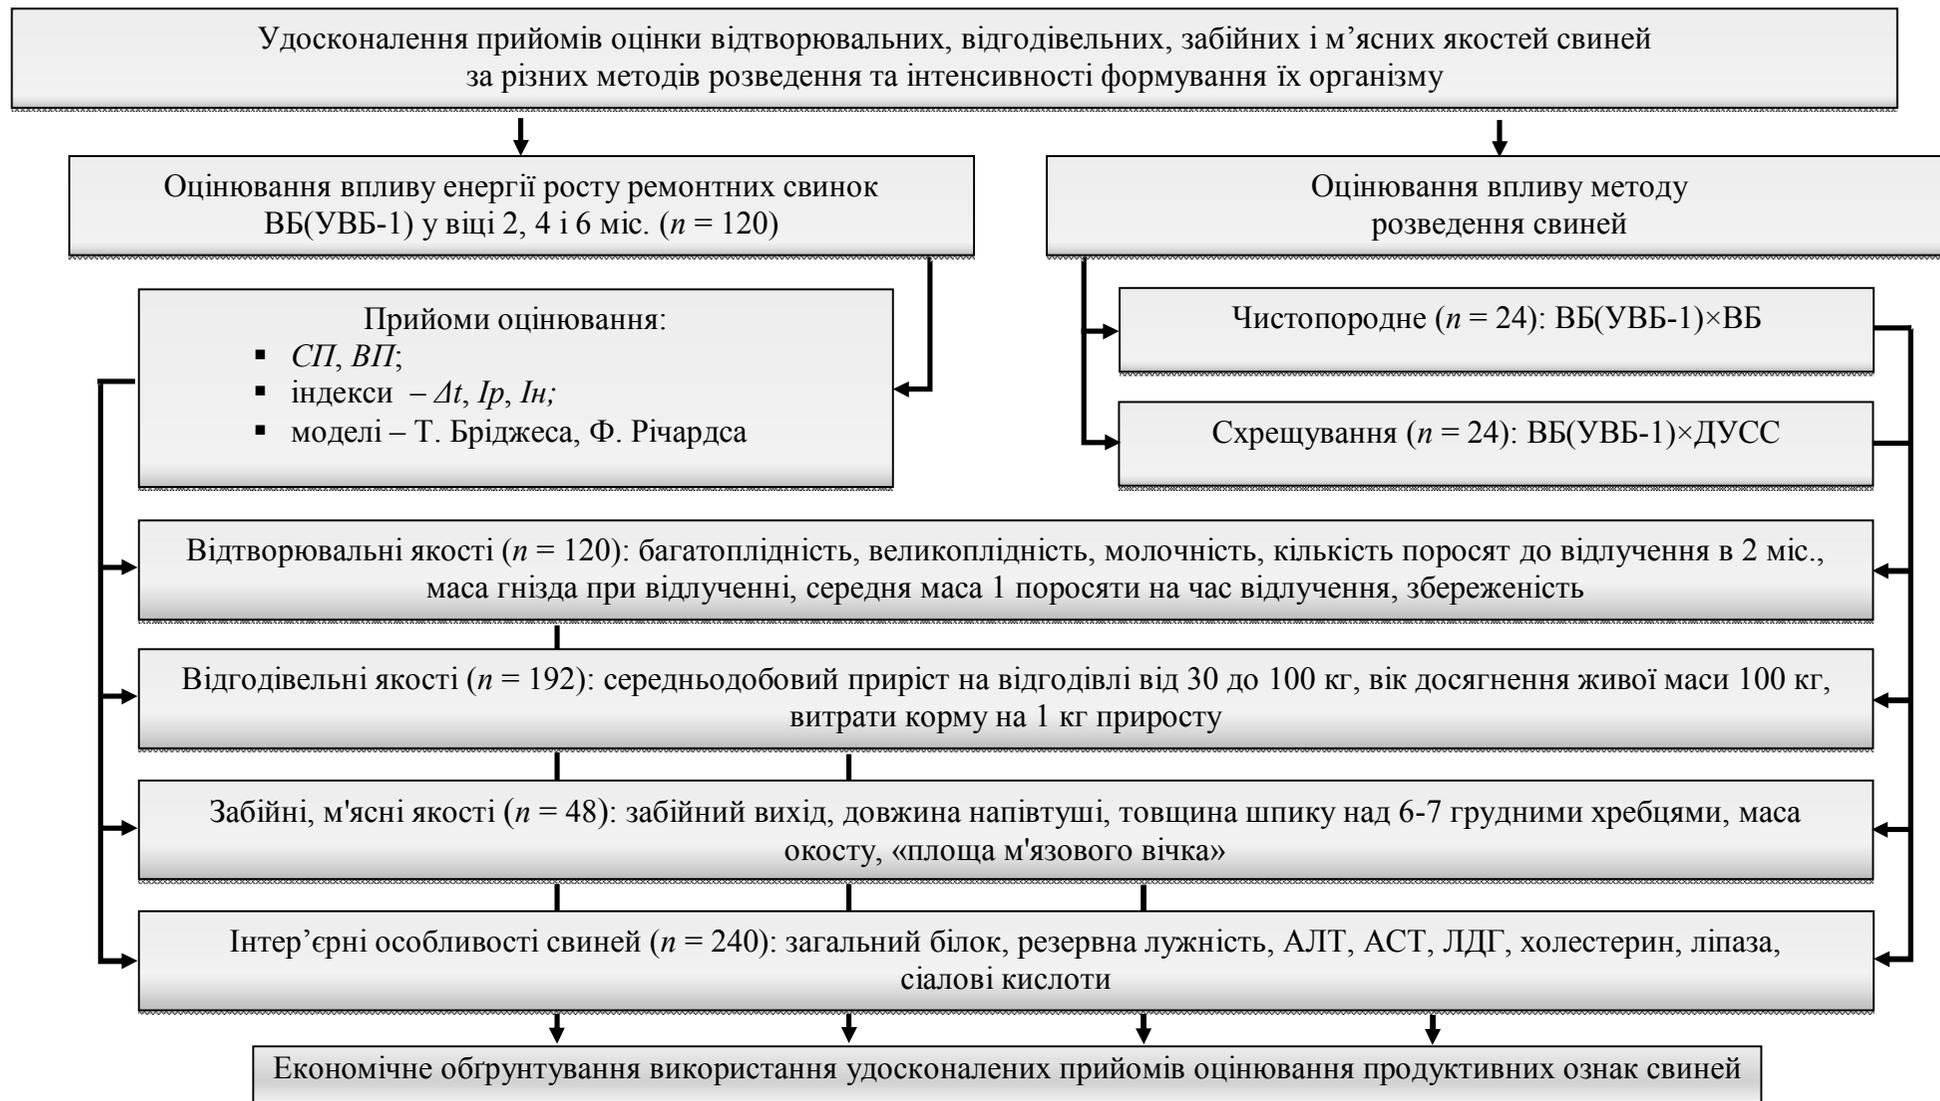 Удосконалення прийомів оцінки відтворювальних, відгодівельних, забійних і м’ясних якостей свиней
за різних методів розведення та інтенсивності формування їх організму
Оцінювання впливу енергії росту ремонтних свинок
ВБ(УВБ-1) у віці 2, 4 і 6 міс. (n = 120)
Оцінювання впливу методу
розведення свиней
Прийоми оцінювання:
▪ СП, ВП;
▪ індекси – Δt, Ір, Ін;
▪ моделі – Т. Бріджеса, Ф. Річардса
Чистопородне (n = 24): ВБ(УВБ-1)×ВБ
Схрещування (n = 24): ВБ(УВБ-1)×ДУСС
Відтворювальні якості (n = 120): багатоплідність, великоплідність, молочність, кількість поросят до відлучення в 2 міс.,
маса гнізда при відлученні, середня маса 1 поросяти на час відлучення, збереженість
Відгодівельні якості (n = 192): середньодобовий приріст на відгодівлі від 30 до 100 кг, вік досягнення живої маси 100 кг,
витрати корму на 1 кг приросту
Забійні, м'ясні якості (n = 48): забійний вихід, довжина напівтуші, товщина шпику над 6-7 грудними хребцями, маса
окосту, «площа м'язового вічка»
Інтер’єрні особливості свиней (n = 240): загальний білок, резервна лужність, АЛТ, АСТ, ЛДГ, холестерин, ліпаза,
сіалові кислоти
Економічне обґрунтування використання удосконалених прийомів оцінювання продуктивних ознак свиней